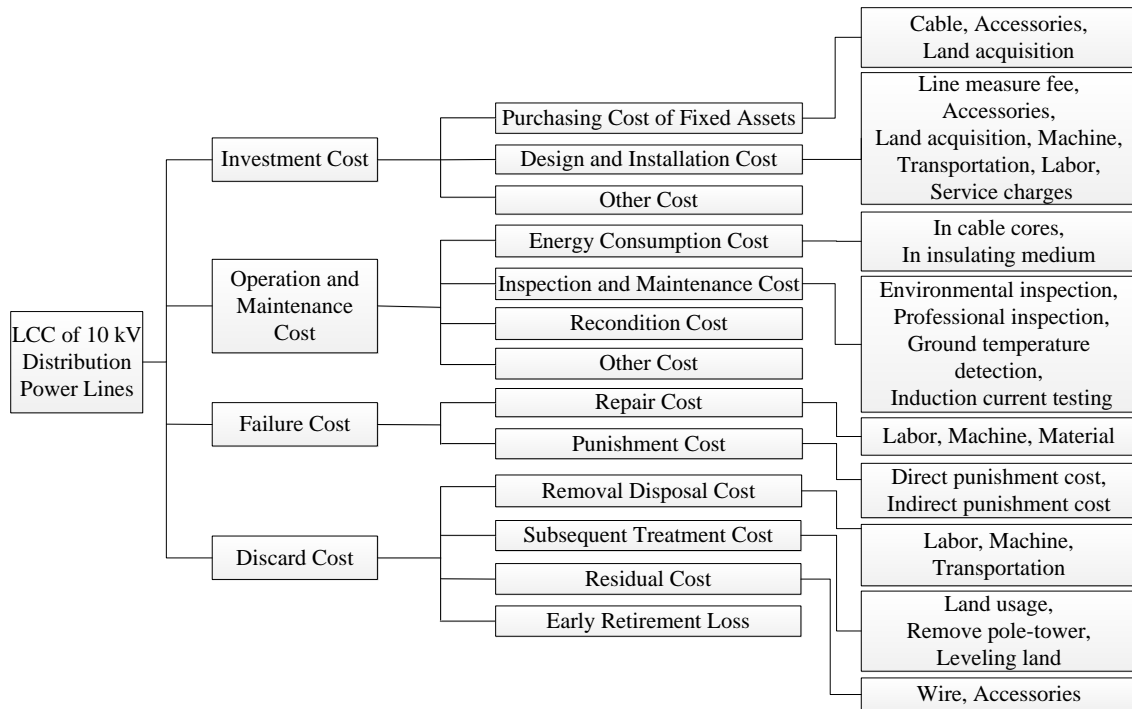 LCC of 10 kV
Distribution
Power Lines
Investment Cost
Operation and
Maintenance
Cost
Failure Cost
Discard Cost
Purchasing Cost of Fixed Assets
Design and Installation Cost
Other Cost
Energy Consumption Cost
Inspection and Maintenance Cost
Recondition Cost
Other Cost
Repair Cost
Punishment Cost
Removal Disposal Cost
Subsequent Treatment Cost
Residual Cost
Early Retirement Loss
Cable, Accessories,
Land acquisition
Line measure fee,
Accessories,
Land acquisition, Machine,
Transportation, Labor,
Service charges
In cable cores,
In insulating medium
Environmental inspection,
Professional inspection,
Ground temperature
detection,
Induction current testing
Labor, Machine, Material
Direct punishment cost,
Indirect punishment cost
Labor, Machine,
Transportation
Land usage,
Remove pole-tower,
Leveling land
Wire, Accessories